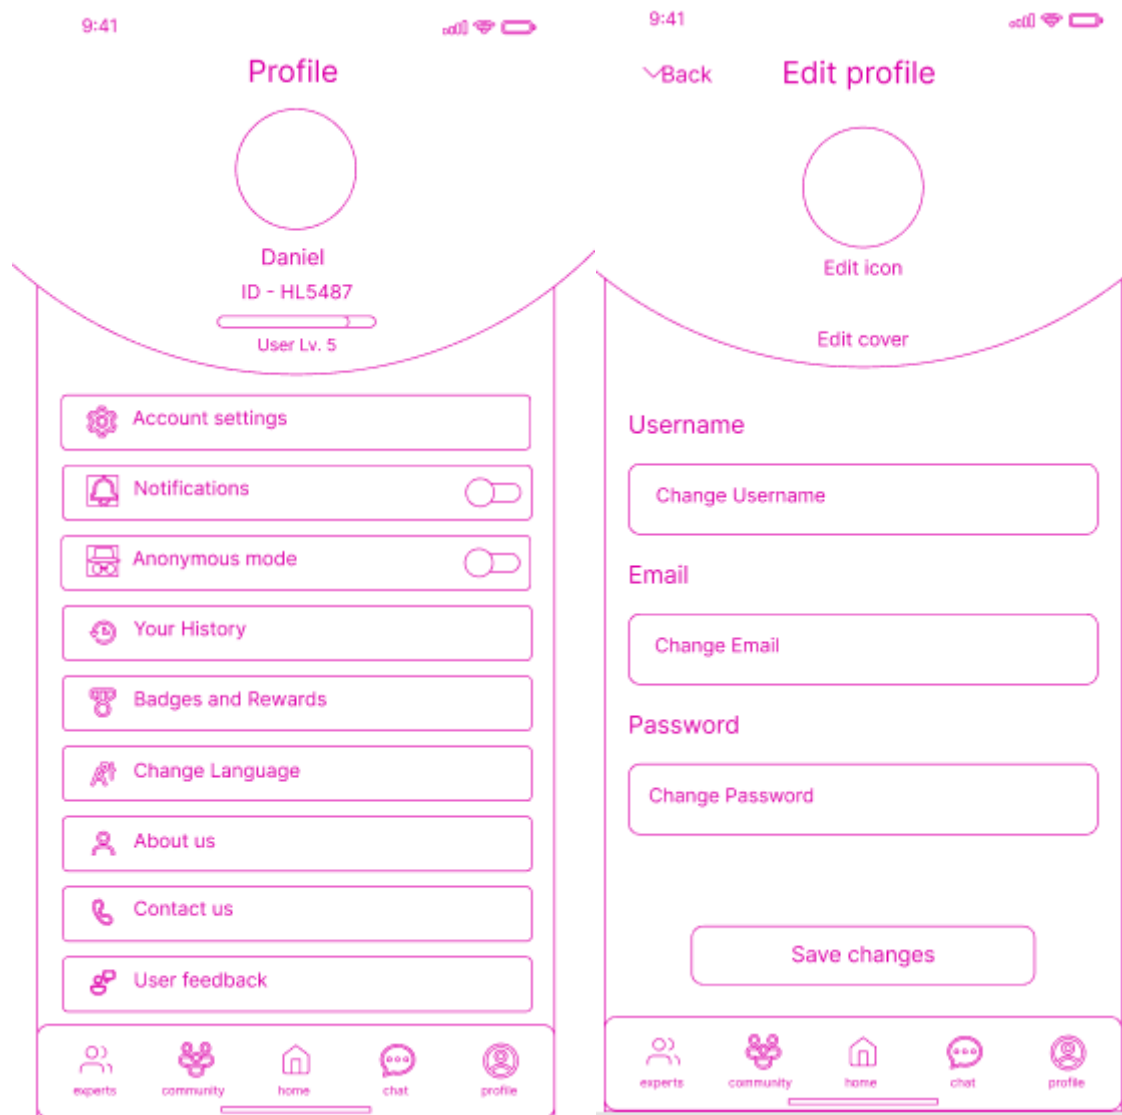 9:41
Profile
Daniel
ID - HL5487
User Lv. 5
Account settings
Notifications
Anonymous mode
Your History
Badges and Rewards
Change Language
About us
Contact us
User feedback
experts community home chat profile
9:41
Back Edit profile
Edit icon
Edit cover
Username
Change Username
Email
Change Email
Password
Change Password
Save changes
experts community home chat profile